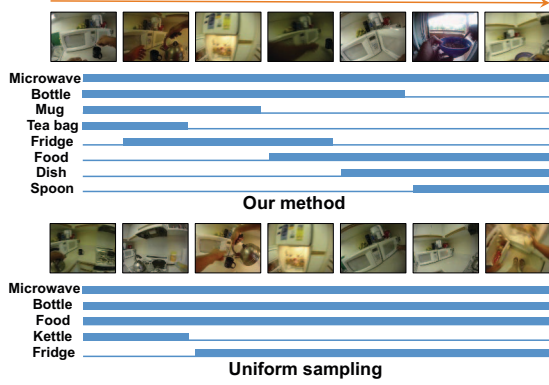 Microwave
Bottle
Mug
Tea bag
Fridge
Food
Dish
Spoon
Our method
Microwave
Bottle
Food
Kettle
Fridge
Uniform sampling